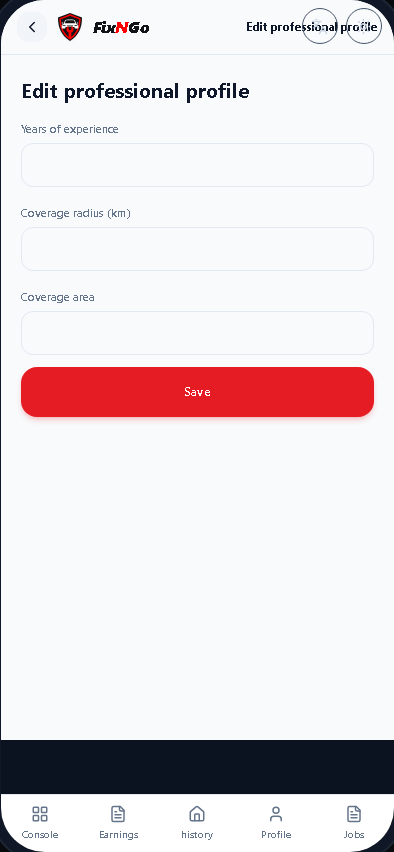 FixNGo
Edit professional profile
Edit professional profile
Years of experience
Coverage radius (km)
Coverage area
Save
Console
Earnings
history
Profile
Jobs